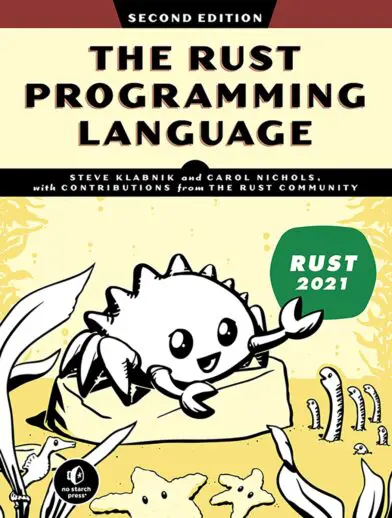 SECOND EDITION
THE RUST
PROGRAMMING
LANGUAGE
STEVE KLABNIK and CAROL NICHOLS,
with CONTRIBUTIONS from THE RUST COMMUNITY
RUST
2021
no starch
press®